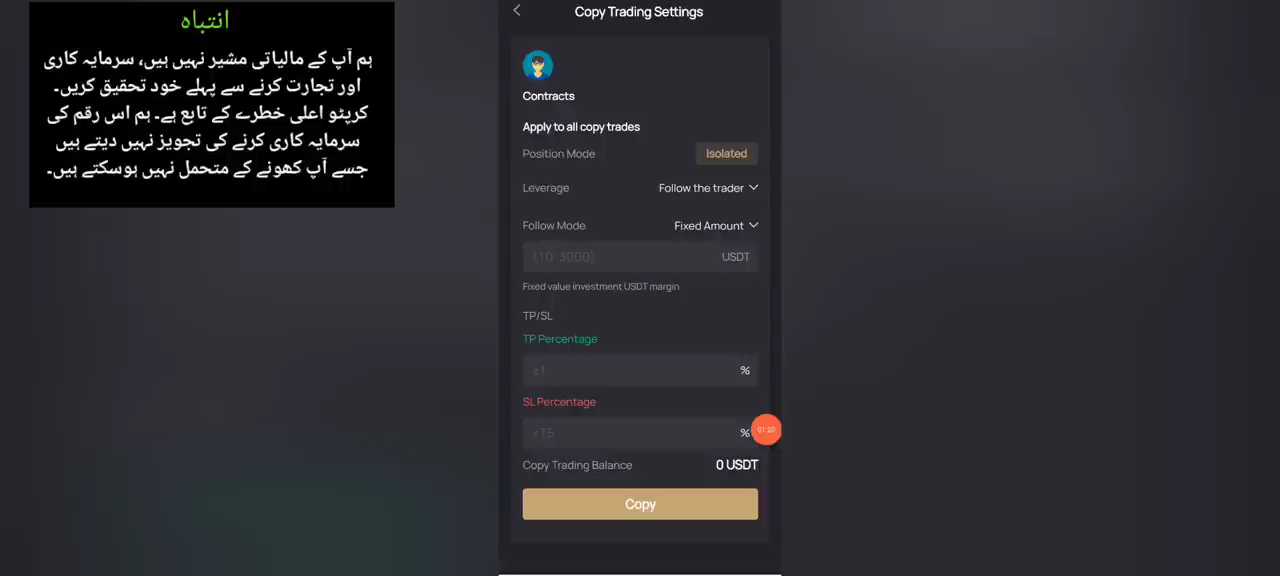 انتباہ
ہم آپ کے مالیاتی مشیر نہیں ہیں، سرمایہ کاری
اور تجارت کرنے سے پہلے خود تحقیق کریں۔
کرپٹو اعلی خطرے کے تابع ہے۔ ہم اس رقم کی
سرمایہ کاری کرنے کی تجویز نہیں دیتے ہیں
جسے آپ کھونے کے متحمل نہیں ہوسکتے ہیں۔
Copy Trading Settings
Contracts
Apply to all copy trades
Position Mode Isolated
Leverage Follow the trader
Follow Mode Fixed Amount
(10 3000) USDT
Fixed value investment USDT margin
TP/SL
TP Percentage
≥1 %
SL Percentage
≤75 %
01:20
Copy Trading Balance 0 USDT
Copy